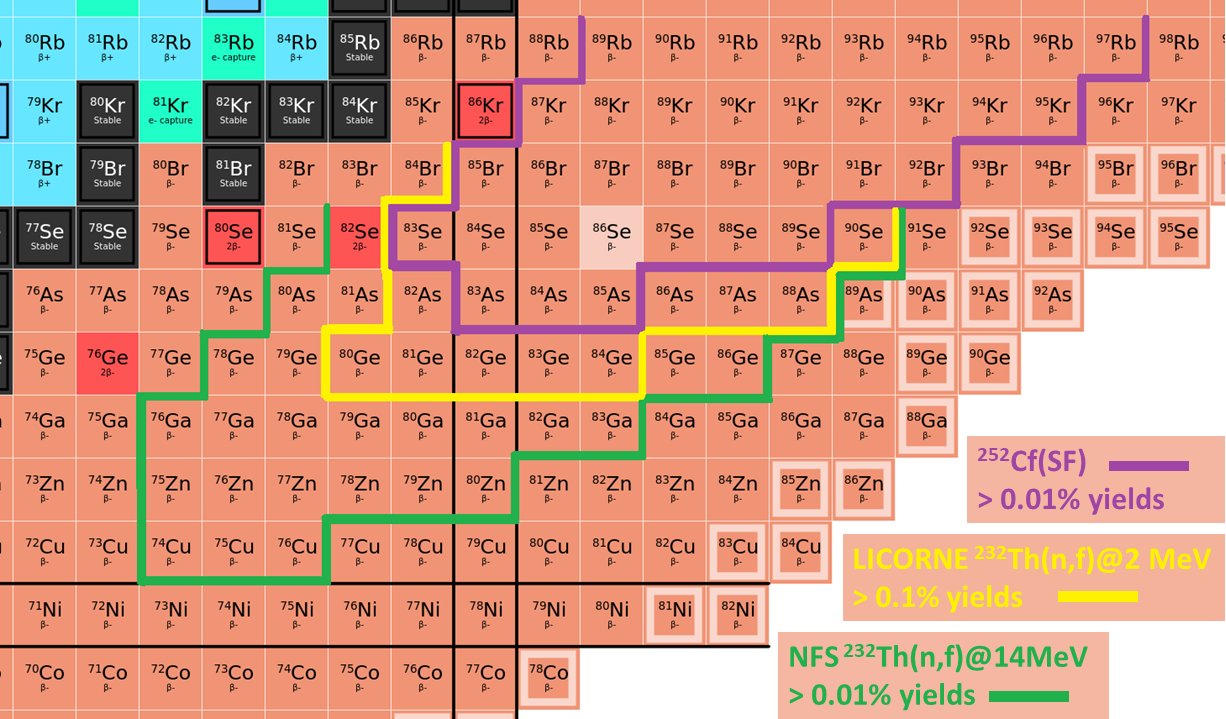 80Rb 81Rb 82Rb 83Rb 84Rb 85Rb 86Rb 87Rb 88Rb 89Rb 90Rb 91Rb 92Rb 93Rb 94Rb 95Rb 96Rb 97Rb 98Rb
β+ β+ β+ e- capture β+ Stable β- β- β- β- β- β- β- β- β- β- β- β- β-
79Kr 80Kr 81Kr 82Kr 83Kr 84Kr 85Kr 86Kr 87Kr 88Kr 89Kr 90Kr 91Kr 92Kr 93Kr 94Kr 95Kr 96Kr 97Kr
β+ Stable e- capture Stable Stable Stable β- 2β- β- β- β- β- β- β- β- β- β- β- β-
78Br 79Br 80Br 81Br 82Br 83Br 84Br 85Br 86Br 87Br 88Br 89Br 90Br 91Br 92Br 93Br 94Br 95Br 96Br
β+ Stable β- Stable β- β- β- β- β- β- β- β- β- β- β- β- β- β- β-
77Se 78Se 79Se 80Se 81Se 82Se 83Se 84Se 85Se 86Se 87Se 88Se 89Se 90Se 91Se 92Se 93Se 94Se 95Se
Stable Stable β- 2β- β- 2β- β- β- β- β- β- β- β- β- β- β- β- β- β-
76As 77As 78As 79As 80As 81As 82As 83As 84As 85As 86As 87As 88As 89As 90As 91As 92As
β- β- β- β- β- β- β- β- β- β- β- β- β- β- β- β- β-
75Ge 76Ge 77Ge 78Ge 79Ge 80Ge 81Ge 82Ge 83Ge 84Ge 85Ge 86Ge 87Ge 88Ge 89Ge 90Ge
β- 2β- β- β- β- β- β- β- β- β- β- β- β- β- β- β-
74Ga 75Ga 76Ga 77Ga 78Ga 79Ga 80Ga 81Ga 82Ga 83Ga 84Ga 85Ga 86Ga 87Ga 88Ga
β- β- β- β- β- β- β- β- β- β- β- β- β- β- β-
73Zn 74Zn 75Zn 76Zn 77Zn 78Zn 79Zn 80Zn 81Zn 82Zn 83Zn 84Zn 85Zn 86Zn
β- β- β- β- β- β- β- β- β- β- β- β- β- β-
72Cu 73Cu 74Cu 75Cu 76Cu 77Cu 78Cu 79Cu 80Cu 81Cu 82Cu 83Cu 84Cu
β- β- β- β- β- β- β- β- β- β- β- β- β-
71Ni 72Ni 73Ni 74Ni 75Ni 76Ni 77Ni 78Ni 79Ni 80Ni 81Ni 82Ni
β- β- β- β- β- β- β- β- β- β- β- β-
70Co 71Co 72Co 73Co 74Co 75Co 76Co 77Co 78Co
β- β- β- β- β- β- β- β- β-
252Cf(SF)
> 0.01% yields
LICORNE 232Th(n,f)@2 MeV
> 0.1% yields
NFS 232Th(n,f)@14MeV
> 0.01% yields